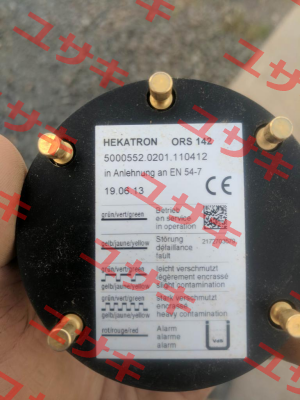 HEKATRON ORS 142
5000552.0201.110412
in Anlehnung an EN 54-7
19.06.13 CE
grün/vert/green Betrieb
en service
in operation
gelb/jaune/yellow Störung
défaillance
fault
leicht verschmutzt
grün/vert/green légèrement encrassé
gelb/jaune/yellow slight contamination
stark verschmutzt
encrassé
gelb/jaune/yellow heavy contamination
rot/rouge/red Alarm
alarme
alarm
ユサキ
ユサキ
ユサキ
ユサキ